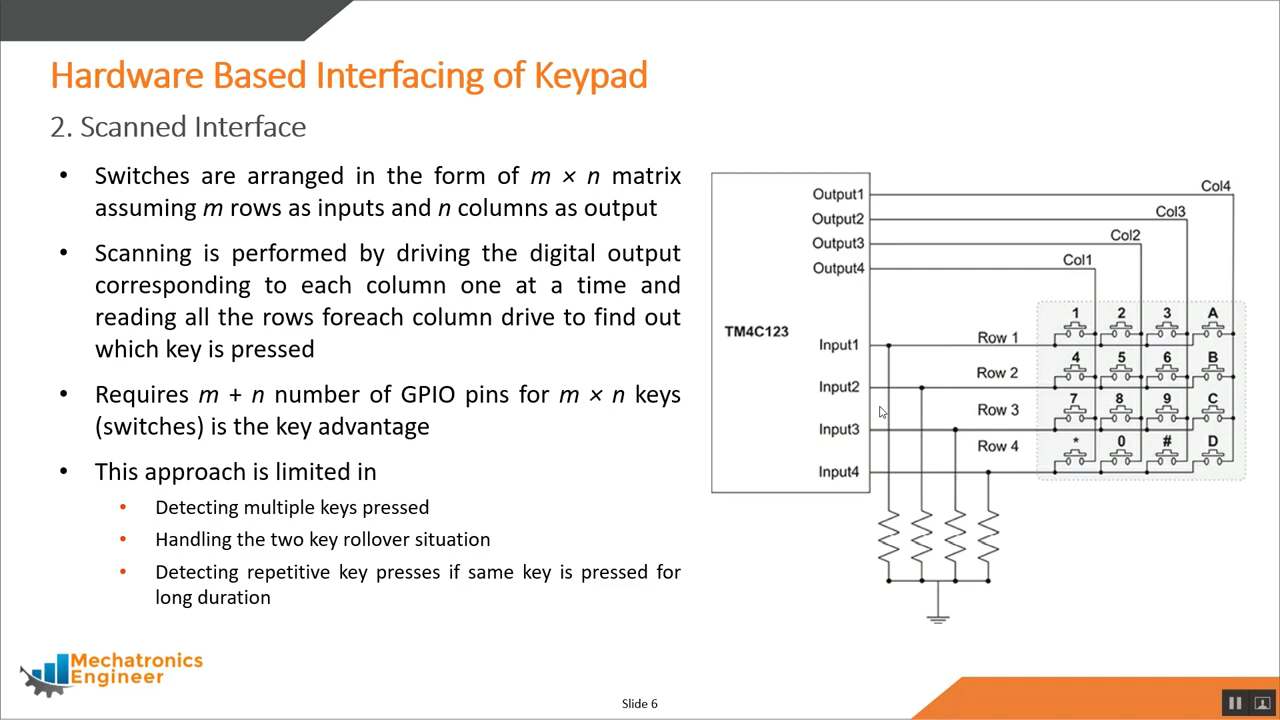 Hardware Based Interfacing of Keypad
2. Scanned Interface
• Switches are arranged in the form of m × n matrix
assuming m rows as inputs and n columns as output
• Scanning is performed by driving the digital output
corresponding to each column one at a time and
reading all the rows foreach column drive to find out
which key is pressed
• Requires m + n number of GPIO pins for m × n keys
(switches) is the key advantage
• This approach is limited in
• Detecting multiple keys pressed
• Handling the two key rollover situation
• Detecting repetitive key presses if same key is pressed for
long duration
Output1
Col4
Output2
Col3
Output3
Col2
Output4
Col1
TM4C123
1 2 3 A
Input1
Row 1
4 5 6 B
Input2
Row 2
7 8 9 C
Input3
Row 3
* 0 # D
Input4
Row 4
Mechatronics
Engineer
Slide 6